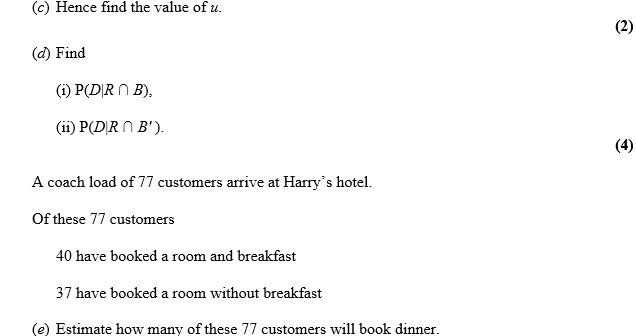 (c) Hence find the value of u.
(2)
(d) Find
(i) P(D|R ∩ B),
(ii) P(D|R ∩ B′).
(4)
A coach load of 77 customers arrive at Harry's hotel.
Of these 77 customers
40 have booked a room and breakfast
37 have booked a room without breakfast
(e) Estimate how many of these 77 customers will book dinner.